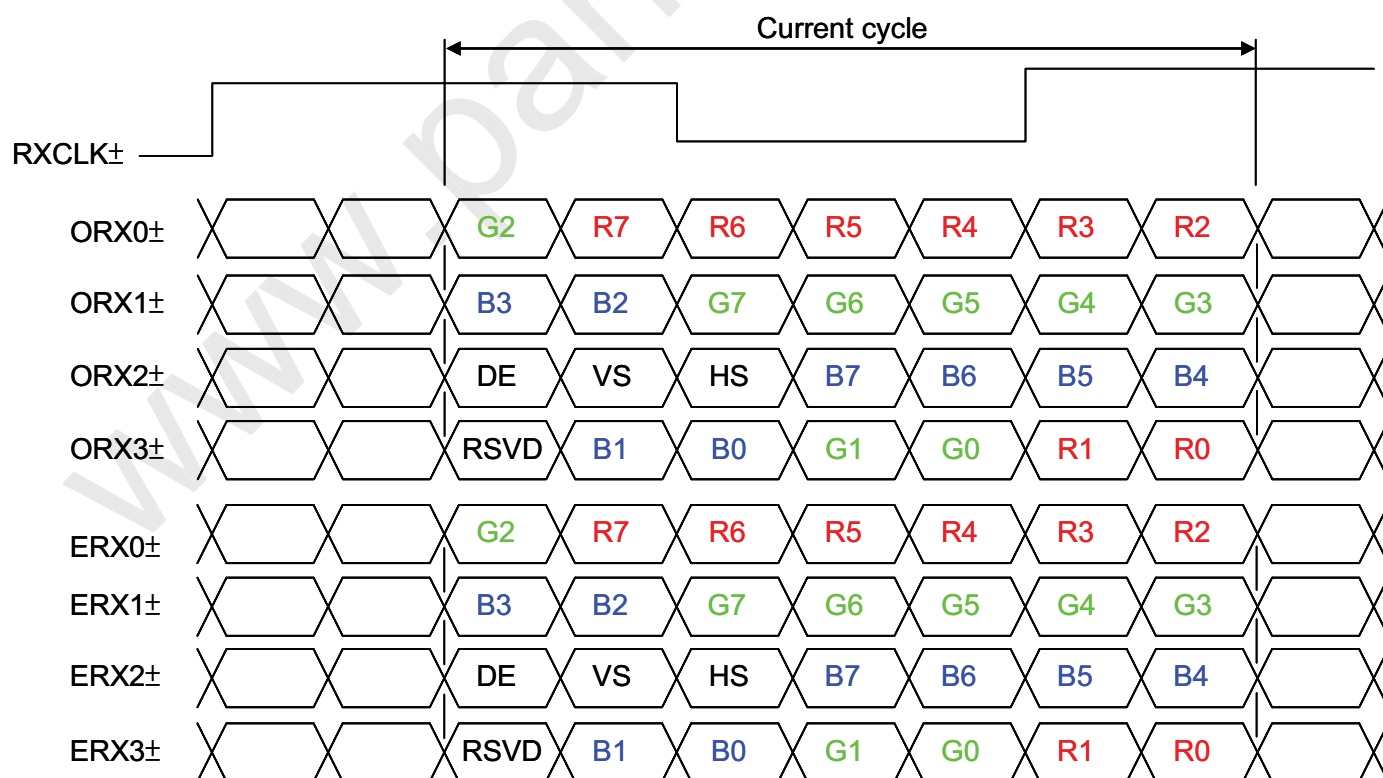 Current cycle
RXCLK±
ORX0± G2 R7 R6 R5 R4 R3 R2
ORX1± B3 B2 G7 G6 G5 G4 G3
ORX2± DE VS HS B7 B6 B5 B4
ORX3± RSVD B1 B0 G1 G0 R1 R0
ERX0± G2 R7 R6 R5 R4 R3 R2
ERX1± B3 B2 G7 G6 G5 G4 G3
ERX2± DE VS HS B7 B6 B5 B4
ERX3± RSVD B1 B0 G1 G0 R1 R0